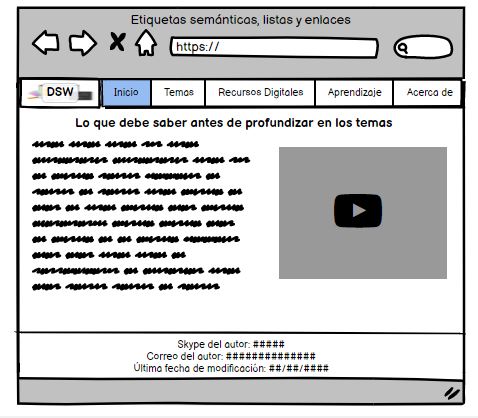 Etiquetas semánticas, listas y enlaces
https://
DSW
Inicio
Temas
Recursos Digitales
Aprendizaje
Acerca de
Lo que debe saber antes de profundizar en los temas
Skype del autor: #####
Correo del autor: ##############
Última fecha de modificación: ##/##/####